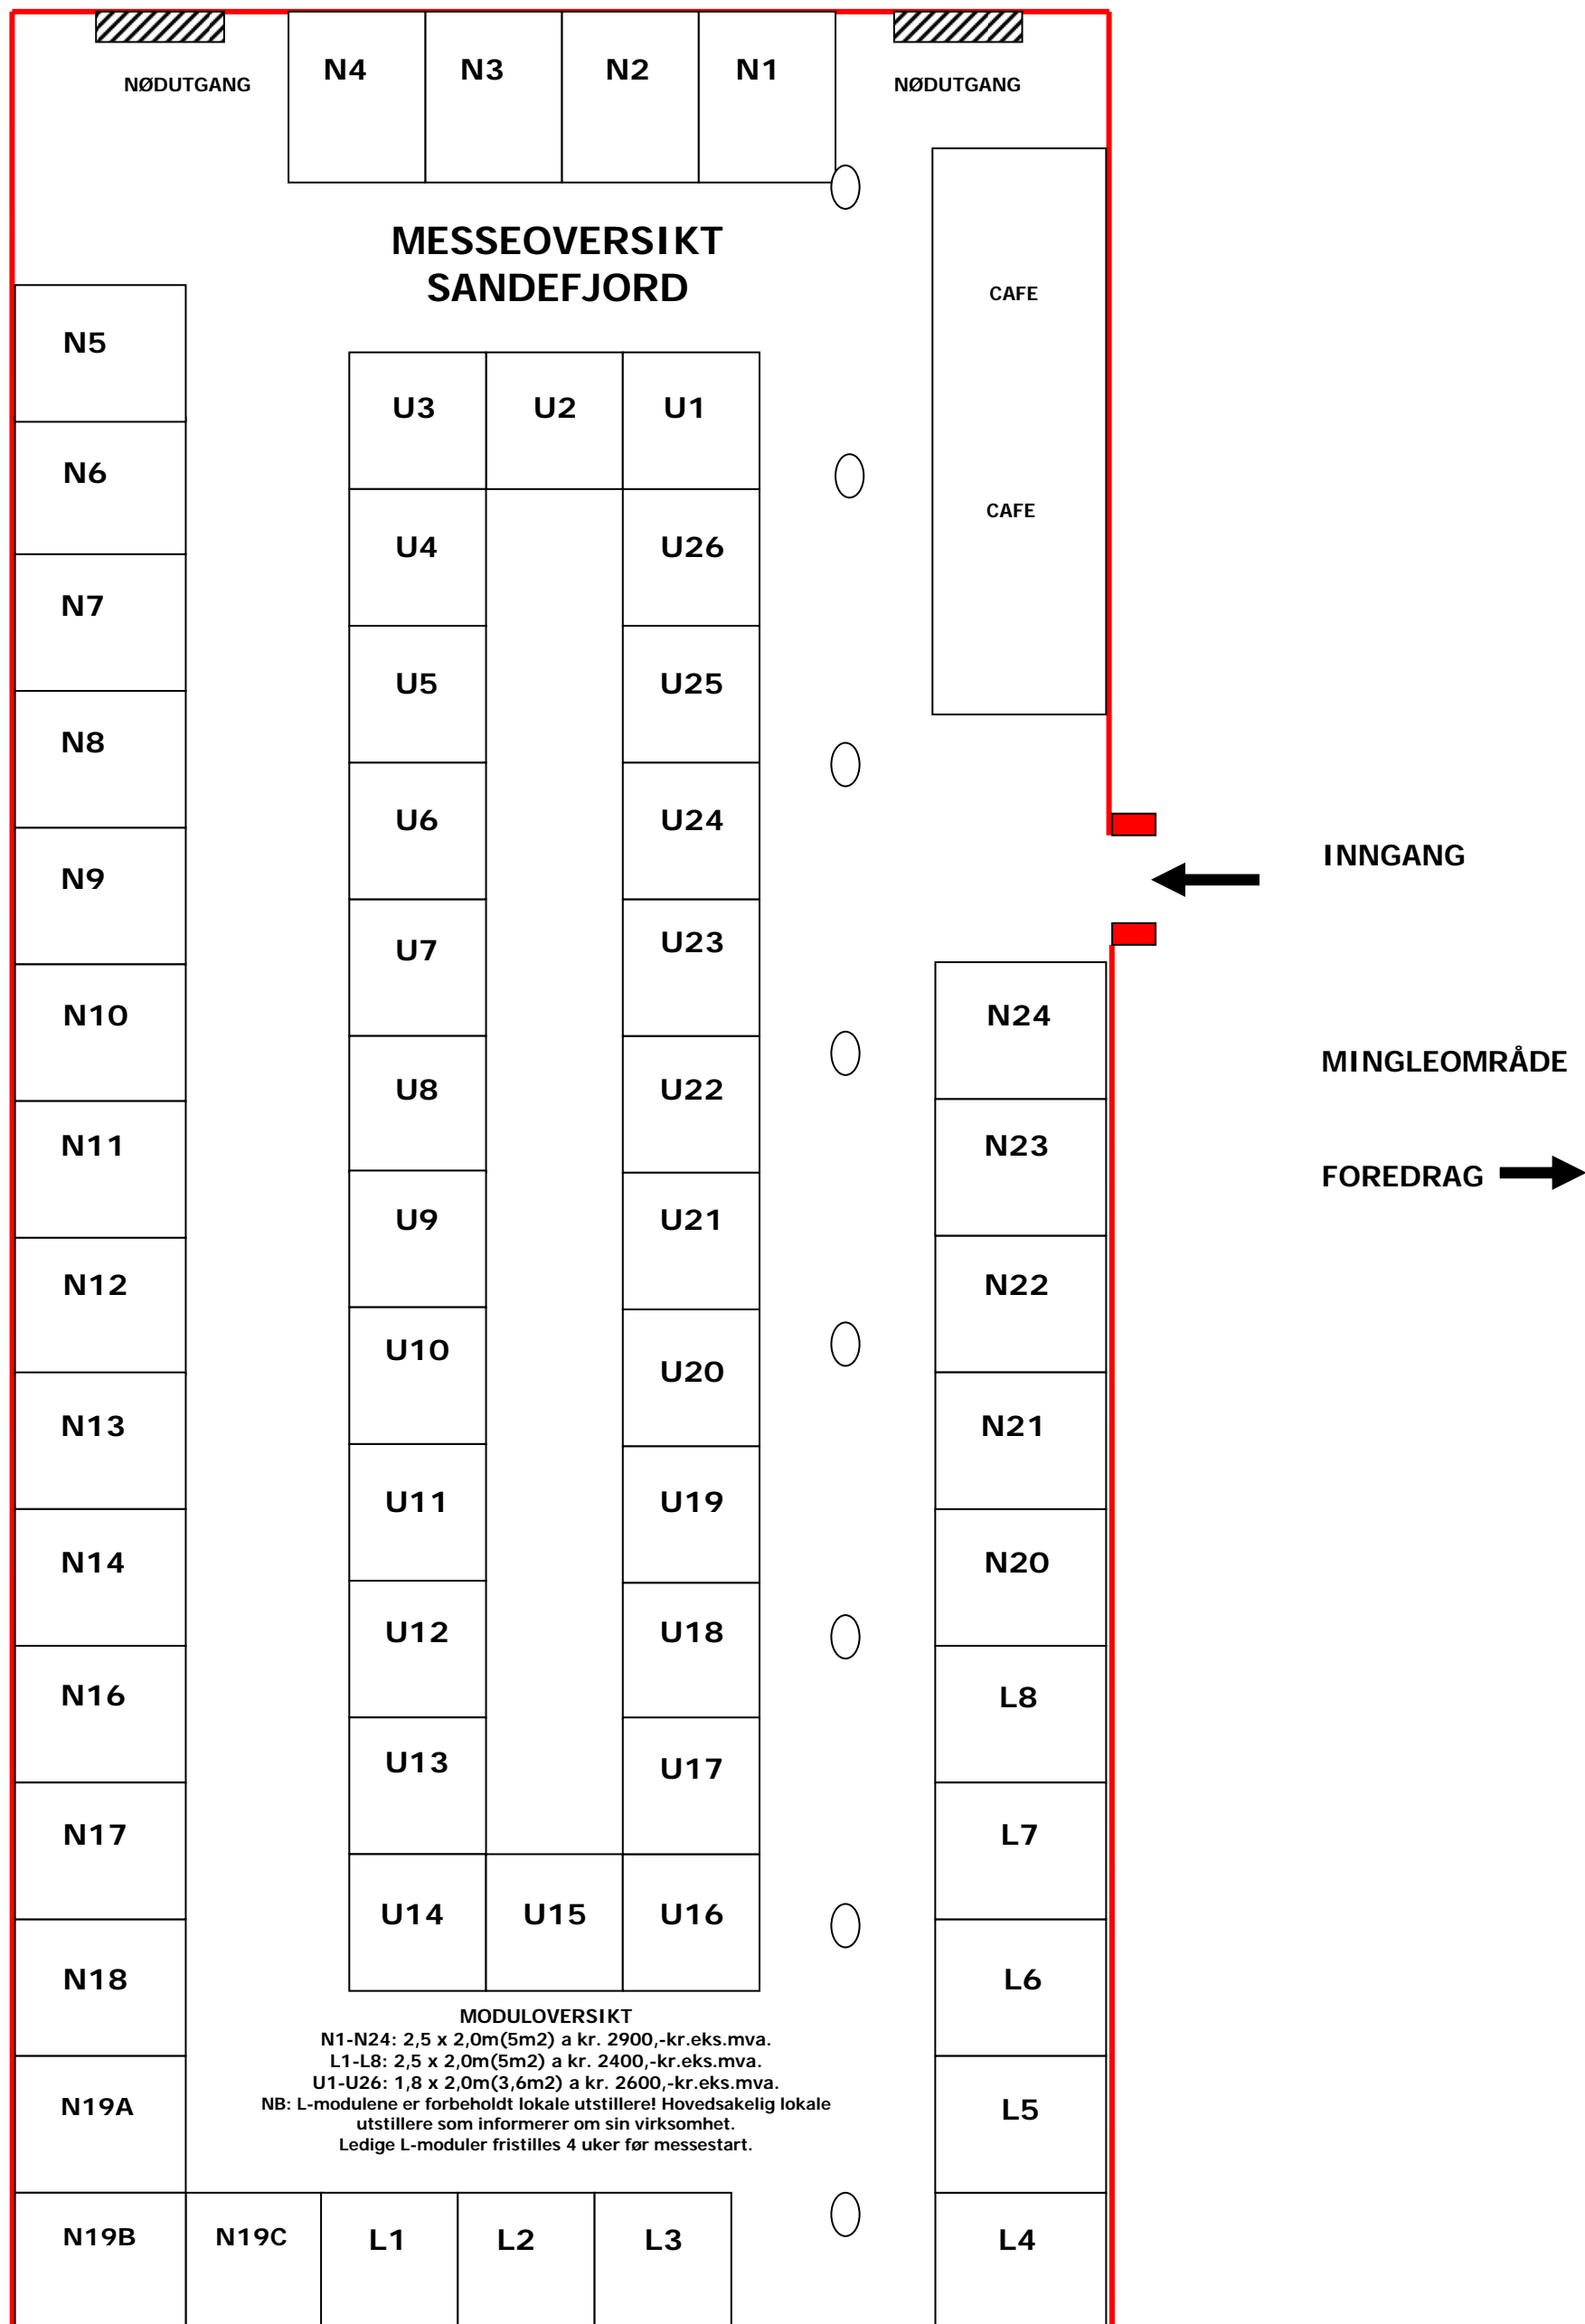 N4 N3 N2 N1
NØDUTGANG NØDUTGANG
MESSEOVERSIKT
SANDEFJORD
CAFE
N5
U3 U2 U1
N6
CAFE
U4 U26
N7
U5 U25
N8
U6 U24
INNGANG
N9
U7 U23
N10 N24
MINGLEOMRÅDE
U8 U22
N11 N23
FOREDRAG
U9 U21
N12 N22
U10 U20
N13 N21
U11 U19
N14 N20
U12 U18
N16 L8
U13 U17
N17 L7
U14 U15 U16
N18 L6
MODULOVERSIKT
N1-N24: 2,5 x 2,0m(5m2) a kr. 2900,-kr.eks.mva.
L1-L8: 2,5 x 2,0m(5m2) a kr. 2400,-kr.eks.mva.
U1-U26: 1,8 x 2,0m(3,6m2) a kr. 2600,-kr.eks.mva.
NB: L-modulene er forbeholdt lokale utstillere! Hovedsakelig lokale
utstillere som informerer om sin virksomhet.
Ledige L-moduler fristilles 4 uker før messestart.
N19A L5
N19B N19C L1 L2 L3 L4